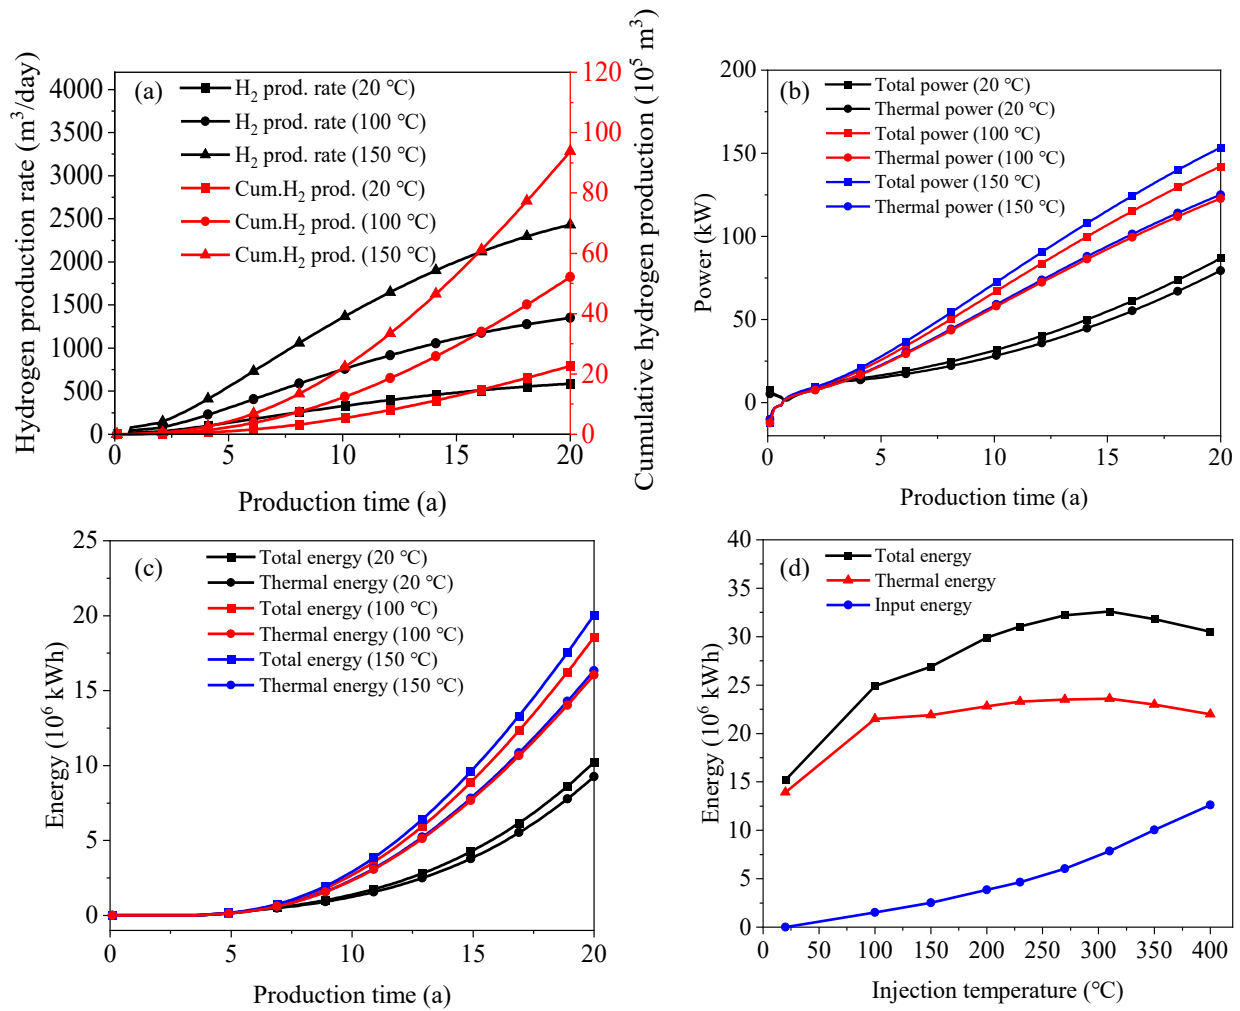 Hydrogen production rate (m³/day)
4000
3500
3000
2500
2000
1500
1000
500
0
(a)
H₂ prod. rate (20 ℃)
H₂ prod. rate (100 ℃)
H₂ prod. rate (150 ℃)
Cum.H₂ prod. (20 ℃)
Cum.H₂ prod. (100 ℃)
Cum.H₂ prod. (150 ℃)
120
100
80
60
40
20
0
Cumulative hydrogen production (10⁵ m³)
0 5 10 15 20
Production time (a)
Power (kW)
200
150
100
50
0
(b)
Total power (20 ℃)
Thermal power (20 ℃)
Total power (100 ℃)
Thermal power (100 ℃)
Total power (150 ℃)
Thermal power (150 ℃)
0 5 10 15 20
Production time (a)
Energy (10⁶ kWh)
25
20
15
10
5
0
(c)
Total energy (20 ℃)
Thermal energy (20 ℃)
Total energy (100 ℃)
Thermal energy (100 ℃)
Total energy (150 ℃)
Thermal energy (150 ℃)
0 5 10 15 20
Production time (a)
Energy (10⁶ kWh)
40
35
30
25
20
15
10
5
0
(d)
Total energy
Thermal energy
Input energy
0 50 100 150 200 250 300 350 400
Injection temperature (℃)